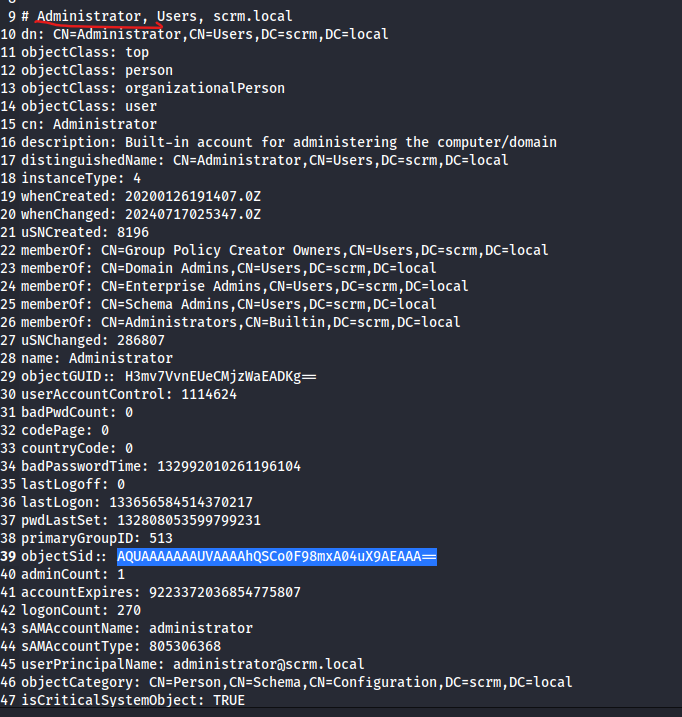 9 # Administrator, Users, scrm.local
10 dn: CN=Administrator,CN=Users,DC=scrm,DC=local
11 objectClass: top
12 objectClass: person
13 objectClass: organizationalPerson
14 objectClass: user
15 cn: Administrator
16 description: Built-in account for administering the computer/domain
17 distinguishedName: CN=Administrator,CN=Users,DC=scrm,DC=local
18 instanceType: 4
19 whenCreated: 20200126191407.0Z
20 whenChanged: 20240717025347.0Z
21 uSNCreated: 8196
22 memberOf: CN=Group Policy Creator Owners,CN=Users,DC=scrm,DC=local
23 memberOf: CN=Domain Admins,CN=Users,DC=scrm,DC=local
24 memberOf: CN=Enterprise Admins,CN=Users,DC=scrm,DC=local
25 memberOf: CN=Schema Admins,CN=Users,DC=scrm,DC=local
26 memberOf: CN=Administrators,CN=Builtin,DC=scrm,DC=local
27 uSNChanged: 286807
28 name: Administrator
29 objectGUID:: H3mv7VvnEUeCMjzWaEADKg==
30 userAccountControl: 1114624
31 badPwdCount: 0
32 codePage: 0
33 countryCode: 0
34 badPasswordTime: 132992010261196104
35 lastLogoff: 0
36 lastLogon: 133656584514370217
37 pwdLastSet: 132808053599799231
38 primaryGroupID: 513
39 objectSid:: AQUAAAAAAAUVAAAAhQSCo0F98mxA04uX9AEAAA==
40 adminCount: 1
41 accountExpires: 9223372036854775807
42 logonCount: 270
43 sAMAccountName: administrator
44 sAMAccountType: 805306368
45 userPrincipalName: administrator@scrm.local
46 objectCategory: CN=Person,CN=Schema,CN=Configuration,DC=scrm,DC=local
47 isCriticalSystemObject: TRUE